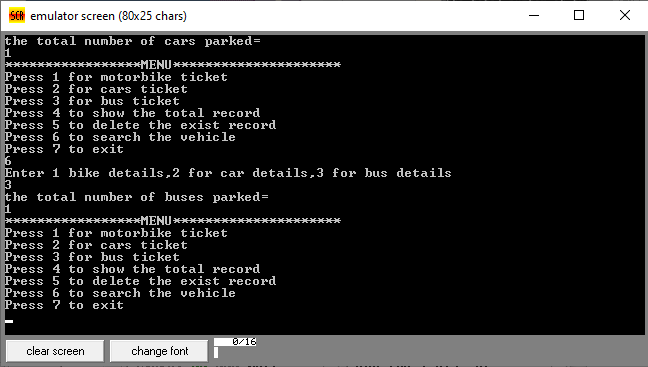 emulator screen (80x25 chars)
the total number of cars parked=
1
*****************MENU*********************
Press 1 for motorbike ticket
Press 2 for cars ticket
Press 3 for bus ticket
Press 4 to show the total record
Press 5 to delete the exist record
Press 6 to search the vehicle
Press 7 to exit
6
Enter 1 bike details,2 for car details,3 for bus details
3
the total number of buses parked=
1
*****************MENU*********************
Press 1 for motorbike ticket
Press 2 for cars ticket
Press 3 for bus ticket
Press 4 to show the total record
Press 5 to delete the exist record
Press 6 to search the vehicle
Press 7 to exit
clear screen change font 0/16